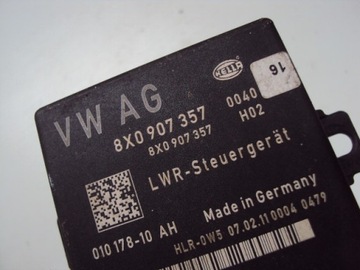 HELLA
16
VW AG
8X0 907 357 0040
8X0 907 357 H02
LWR-Steuergerät
Made in Germany
010 178-10 AH
HLR-0W5 07.02.11 0004 0479